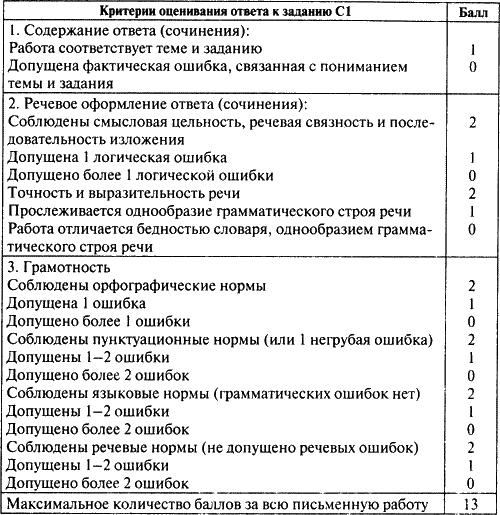 Критерии оценивания ответа к заданию С1 Балл
1. Содержание ответа (сочинения):
Работа соответствует теме и заданию 1
Допущена фактическая ошибка, связанная с пониманием 0
темы и задания
2. Речевое оформление ответа (сочинения):
Соблюдены смысловая цельность, речевая связность и после- 2
довательность изложения
Допущена 1 логическая ошибка 1
Допущено более 1 логической ошибки 0
Точность и выразительность речи 2
Прослеживается однообразие грамматического строя речи 1
Работа отличается бедностью словаря, однообразием грамма- 0
тического строя речи
3. Грамотность
Соблюдены орфографические нормы 2
Допущена 1 ошибка 1
Допущено более 1 ошибки 0
Соблюдены пунктуационные нормы (или 1 негрубая ошибка) 2
Допущены 1–2 ошибки 1
Допущено более 2 ошибок 0
Соблюдены языковые нормы (грамматических ошибок нет) 2
Допущены 1–2 ошибки 1
Допущено более 2 ошибок 0
Соблюдены речевые нормы (не допущено речевых ошибок) 2
Допущены 1–2 ошибки 1
Допущено более 2 ошибок 0
Максимальное количество баллов за всю письменную работу 13